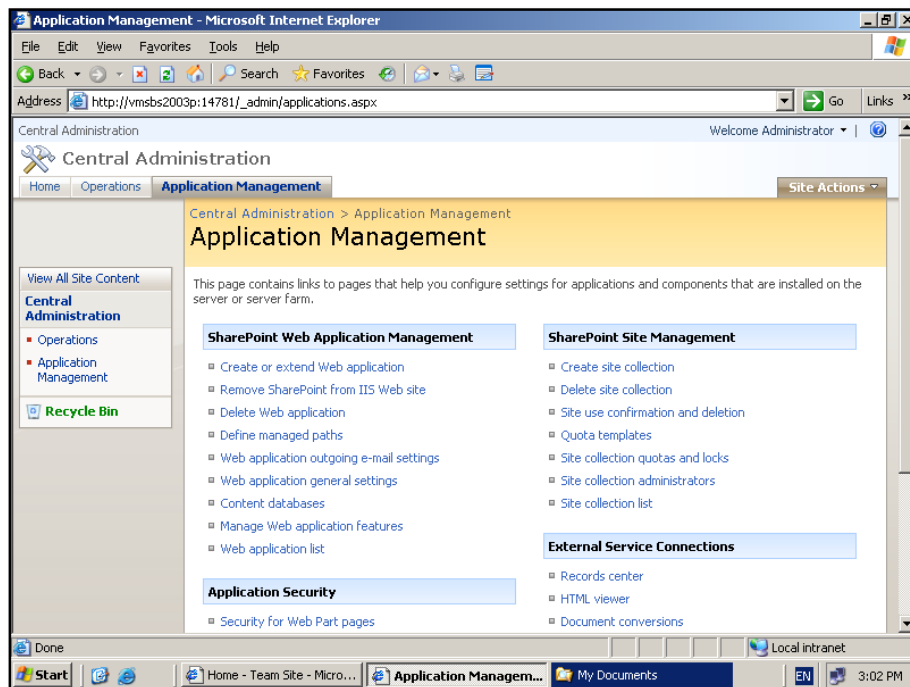 Application Management - Microsoft Internet Explorer
File Edit View Favorites Tools Help
Back Search Favorites
Address http://vmsbs2003p:14781/_admin/applications.aspx Go Links »
Central Administration Welcome Administrator
Central Administration
Home Operations Application Management Site Actions
Central Administration > Application Management
Application Management
View All Site Content
Central Administration
Operations
Application Management
Recycle Bin
This page contains links to pages that help you configure settings for applications and components that are installed on the
server or server farm.
SharePoint Web Application Management
Create or extend Web application
Remove SharePoint from IIS Web site
Delete Web application
Define managed paths
Web application outgoing e-mail settings
Web application general settings
Content databases
Manage Web application features
Web application list
Application Security
Security for Web Part pages
SharePoint Site Management
Create site collection
Delete site collection
Site use confirmation and deletion
Quota templates
Site collection quotas and locks
Site collection administrators
Site collection list
External Service Connections
Records center
HTML viewer
Document conversions
Done Local intranet
Start Home - Team Site - Micro... Application Managem... My Documents EN 3:02 PM